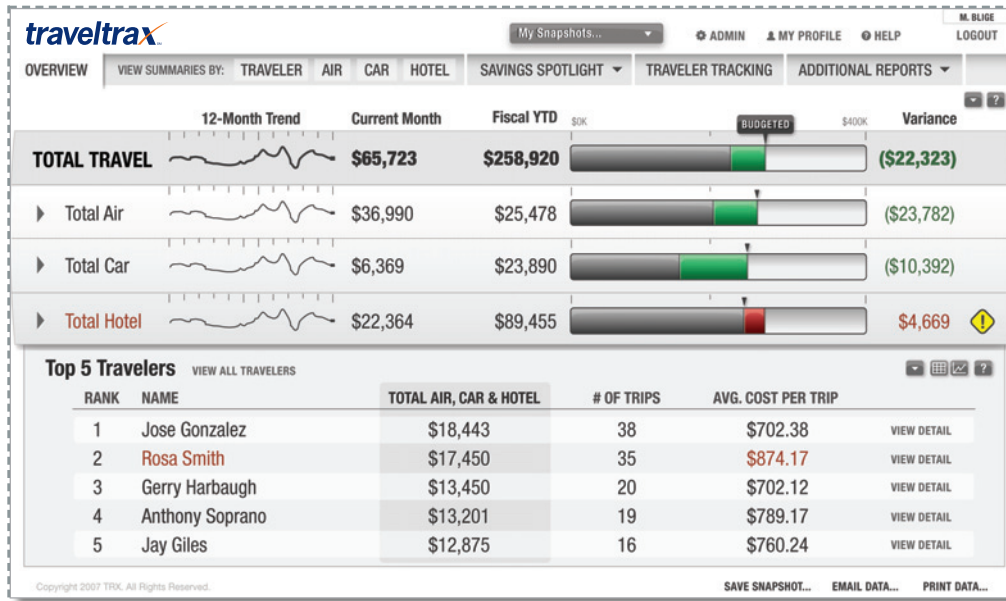 M. BLIGE
traveltrax
My Snapshots...
ADMIN MY PROFILE HELP LOGOUT
OVERVIEW VIEW SUMMARIES BY: TRAVELER AIR CAR HOTEL SAVINGS SPOTLIGHT TRAVELER TRACKING ADDITIONAL REPORTS
12-Month Trend Current Month Fiscal YTD $0K BUDGETED $400K Variance
TOTAL TRAVEL $65,723 $258,920 ($22,323)
Total Air $36,990 $25,478 ($23,782)
Total Car $6,369 $23,890 ($10,392)
Total Hotel $22,364 $89,455 $4,669
Top 5 Travelers VIEW ALL TRAVELERS
RANK NAME TOTAL AIR, CAR & HOTEL # OF TRIPS AVG. COST PER TRIP
1 Jose Gonzalez $18,443 38 $702.38 VIEW DETAIL
2 Rosa Smith $17,450 35 $874.17 VIEW DETAIL
3 Gerry Harbaugh $13,450 20 $702.12 VIEW DETAIL
4 Anthony Soprano $13,201 19 $789.17 VIEW DETAIL
5 Jay Giles $12,875 16 $760.24 VIEW DETAIL
Copyright 2007 TRX. All Rights Reserved. SAVE SNAPSHOT... EMAIL DATA... PRINT DATA...